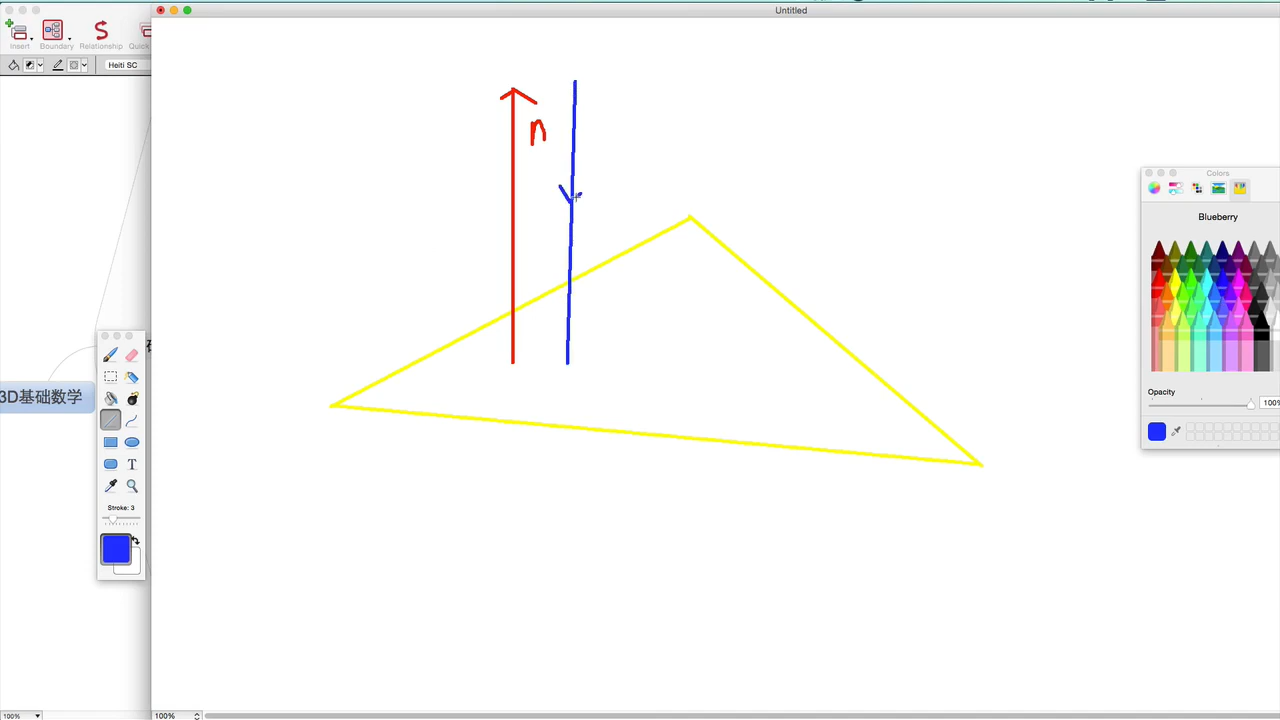 Untitled
Insert
Boundary
Relationship
Heiti SC
n
Colors
Blueberry
3D基础数学
Opacity
100%
Stroke: 3
T
100%
100%